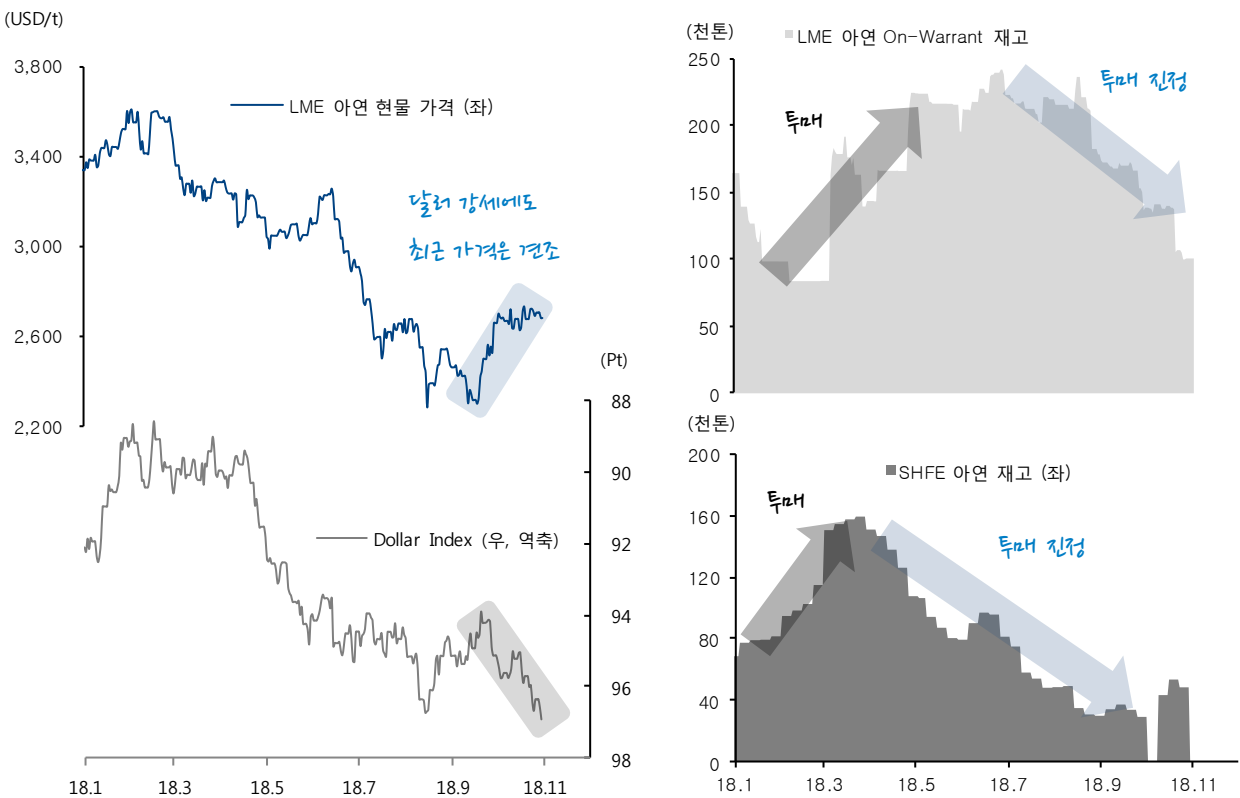 (USD/t)
3,800
3,400
3,000
2,600
2,200
LME 아연 현물 가격 (좌)
달러 강세에도
최근 가격은 견조
(Pt)
88
90
92
94
96
98
Dollar Index (우, 역축)
18.1
18.3
18.5
18.7
18.9
18.11
(천톤)
LME 아연 On-Warrant 재고
250
200
150
100
50
0
투매
투매 진정
(천톤)
200
160
120
80
40
0
SHFE 아연 재고 (좌)
투매
투매 진정
18.1
18.3
18.5
18.7
18.9
18.11